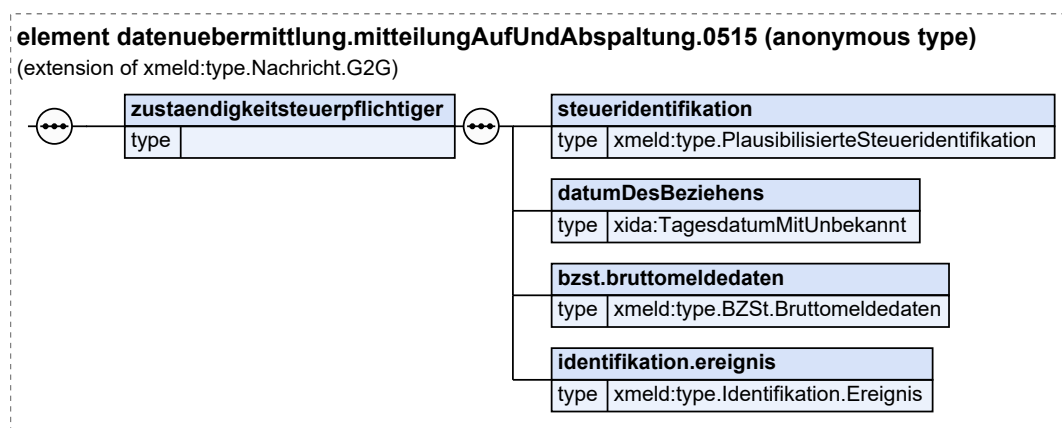 element datenuebermittlung.mitteilungAufUndAbspaltung.0515 (anonymous type)
(extension of xmeld:type.Nachricht.G2G)
zustaendigkeitsteuerpflichtiger
type
steueridentifikation
type xmeld:type.PlausibilisierteSteueridentifikation
datumDesBeziehens
type xida:TagesdatumMitUnbekannt
bzst.bruttomeldedaten
type xmeld:type.BZSt.Bruttomeldedaten
identifikation.ereignis
type xmeld:type.Identifikation.Ereignis